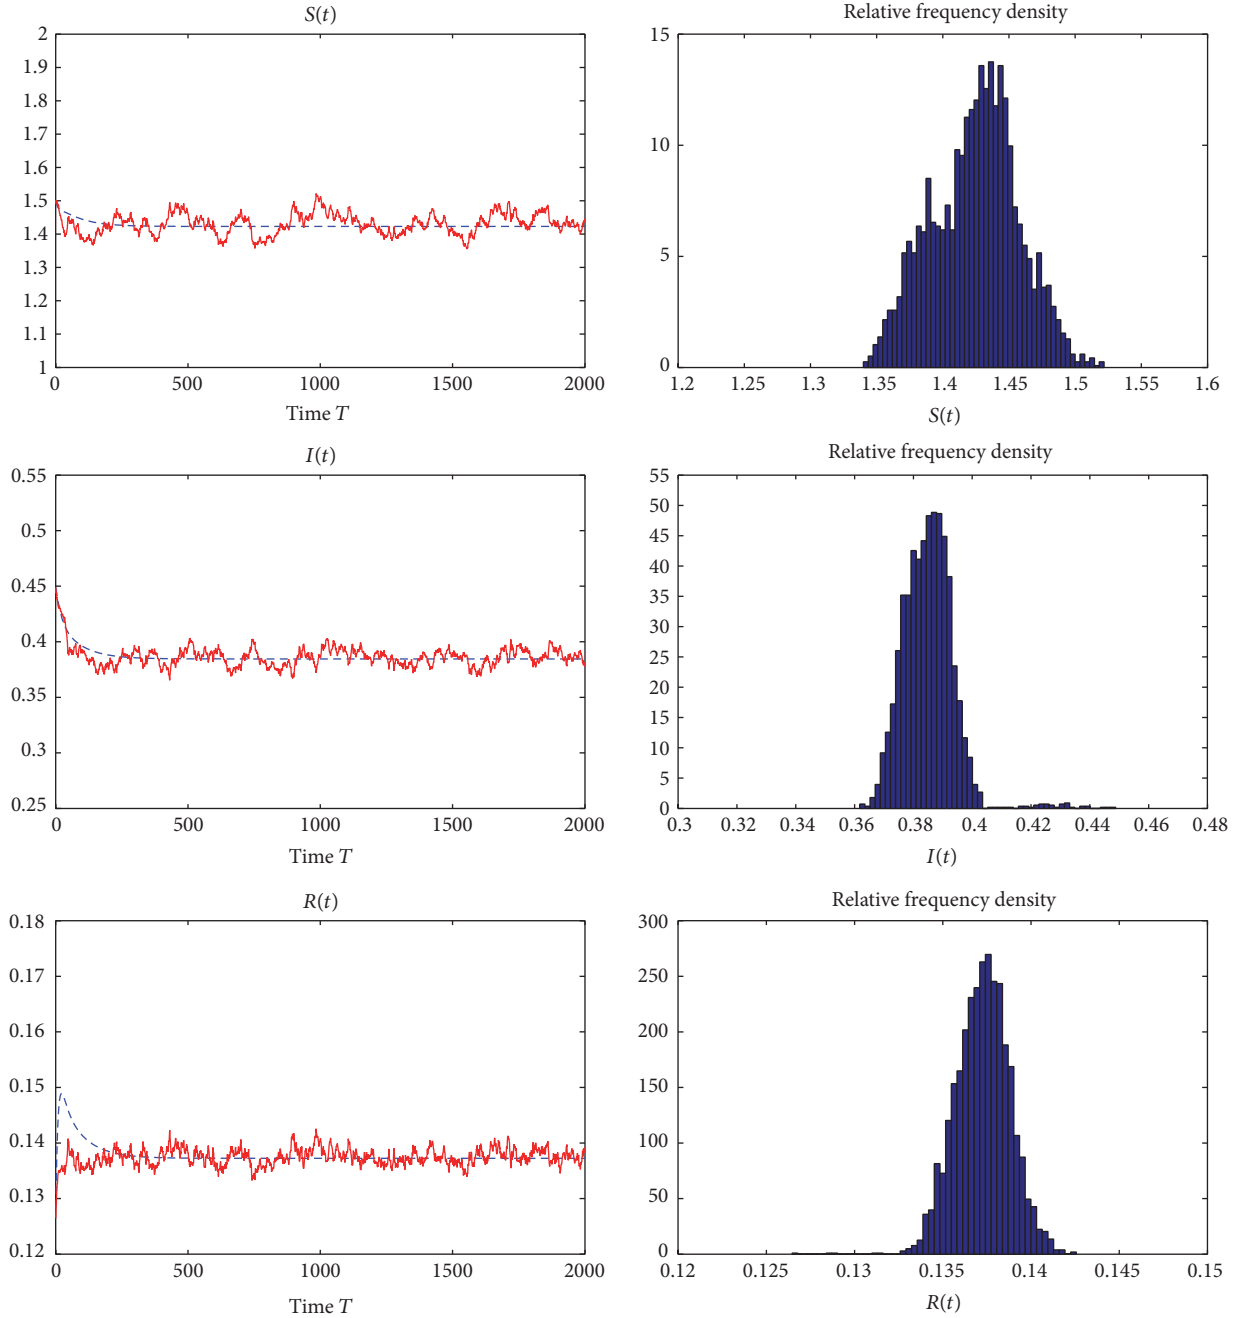 S(t)
2
1.9
1.8
1.7
1.6
1.5
1.4
1.3
1.2
1.1
1
0 500 1000 1500 2000
Time T
Relative frequency density
15
10
5
0
1.2 1.25 1.3 1.35 1.4 1.45 1.5 1.55 1.6
S(t)
I(t)
0.55
0.5
0.45
0.4
0.35
0.3
0.25
0 500 1000 1500 2000
Time T
Relative frequency density
55
50
45
40
35
30
25
20
15
10
5
0
0.3 0.32 0.34 0.36 0.38 0.4 0.42 0.44 0.46 0.48
I(t)
R(t)
0.18
0.17
0.16
0.15
0.14
0.13
0.12
0 500 1000 1500 2000
Time T
Relative frequency density
300
250
200
150
100
50
0
0.12 0.125 0.13 0.135 0.14 0.145 0.15
R(t)